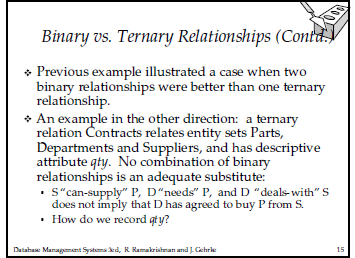 Binary vs. Ternary Relationships (Contd.)
❖ Previous example illustrated a case when two
binary relationships were better than one ternary
relationship.
❖ An example in the other direction: a ternary
relation Contracts relates entity sets Parts,
Departments and Suppliers, and has descriptive
attribute qty. No combination of binary
relationships is an adequate substitute:
• S "can-supply" P, D "needs" P, and D "deals-with" S
does not imply that D has agreed to buy P from S.
• How do we record qty?
Database Management Systems 3ed, R. Ramakrishnan and J. Gehrke 15